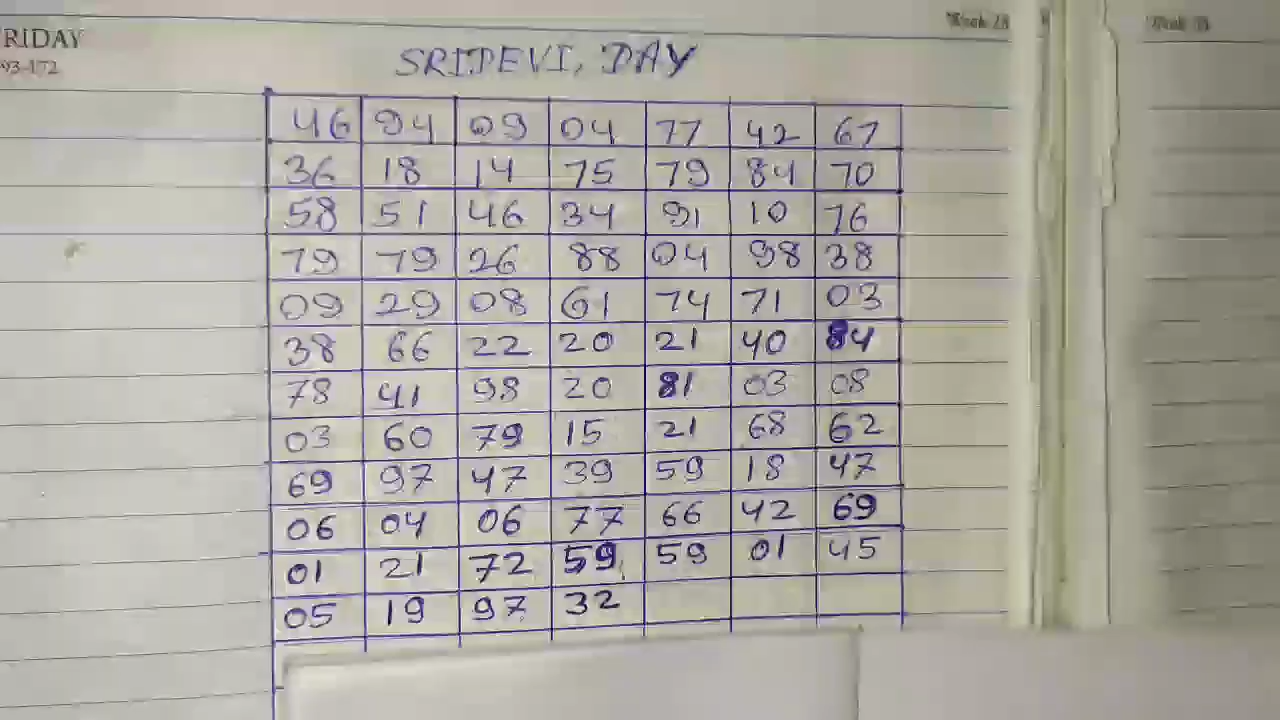 RIDAY
93-172
Week 28
SRIDEVI, DAY
46 94 09 04 77 42 67
36 18 14 75 79 84 70
58 51 46 34 91 10 76
79 79 26 88 04 98 38
09 29 08 61 74 71 03
38 66 22 20 21 40 84
78 41 98 20 81 03 08
03 60 79 15 21 68 62
69 97 47 39 59 18 47
06 04 06 77 66 42 69
01 21 72 59 59 01 45
05 19 97 32